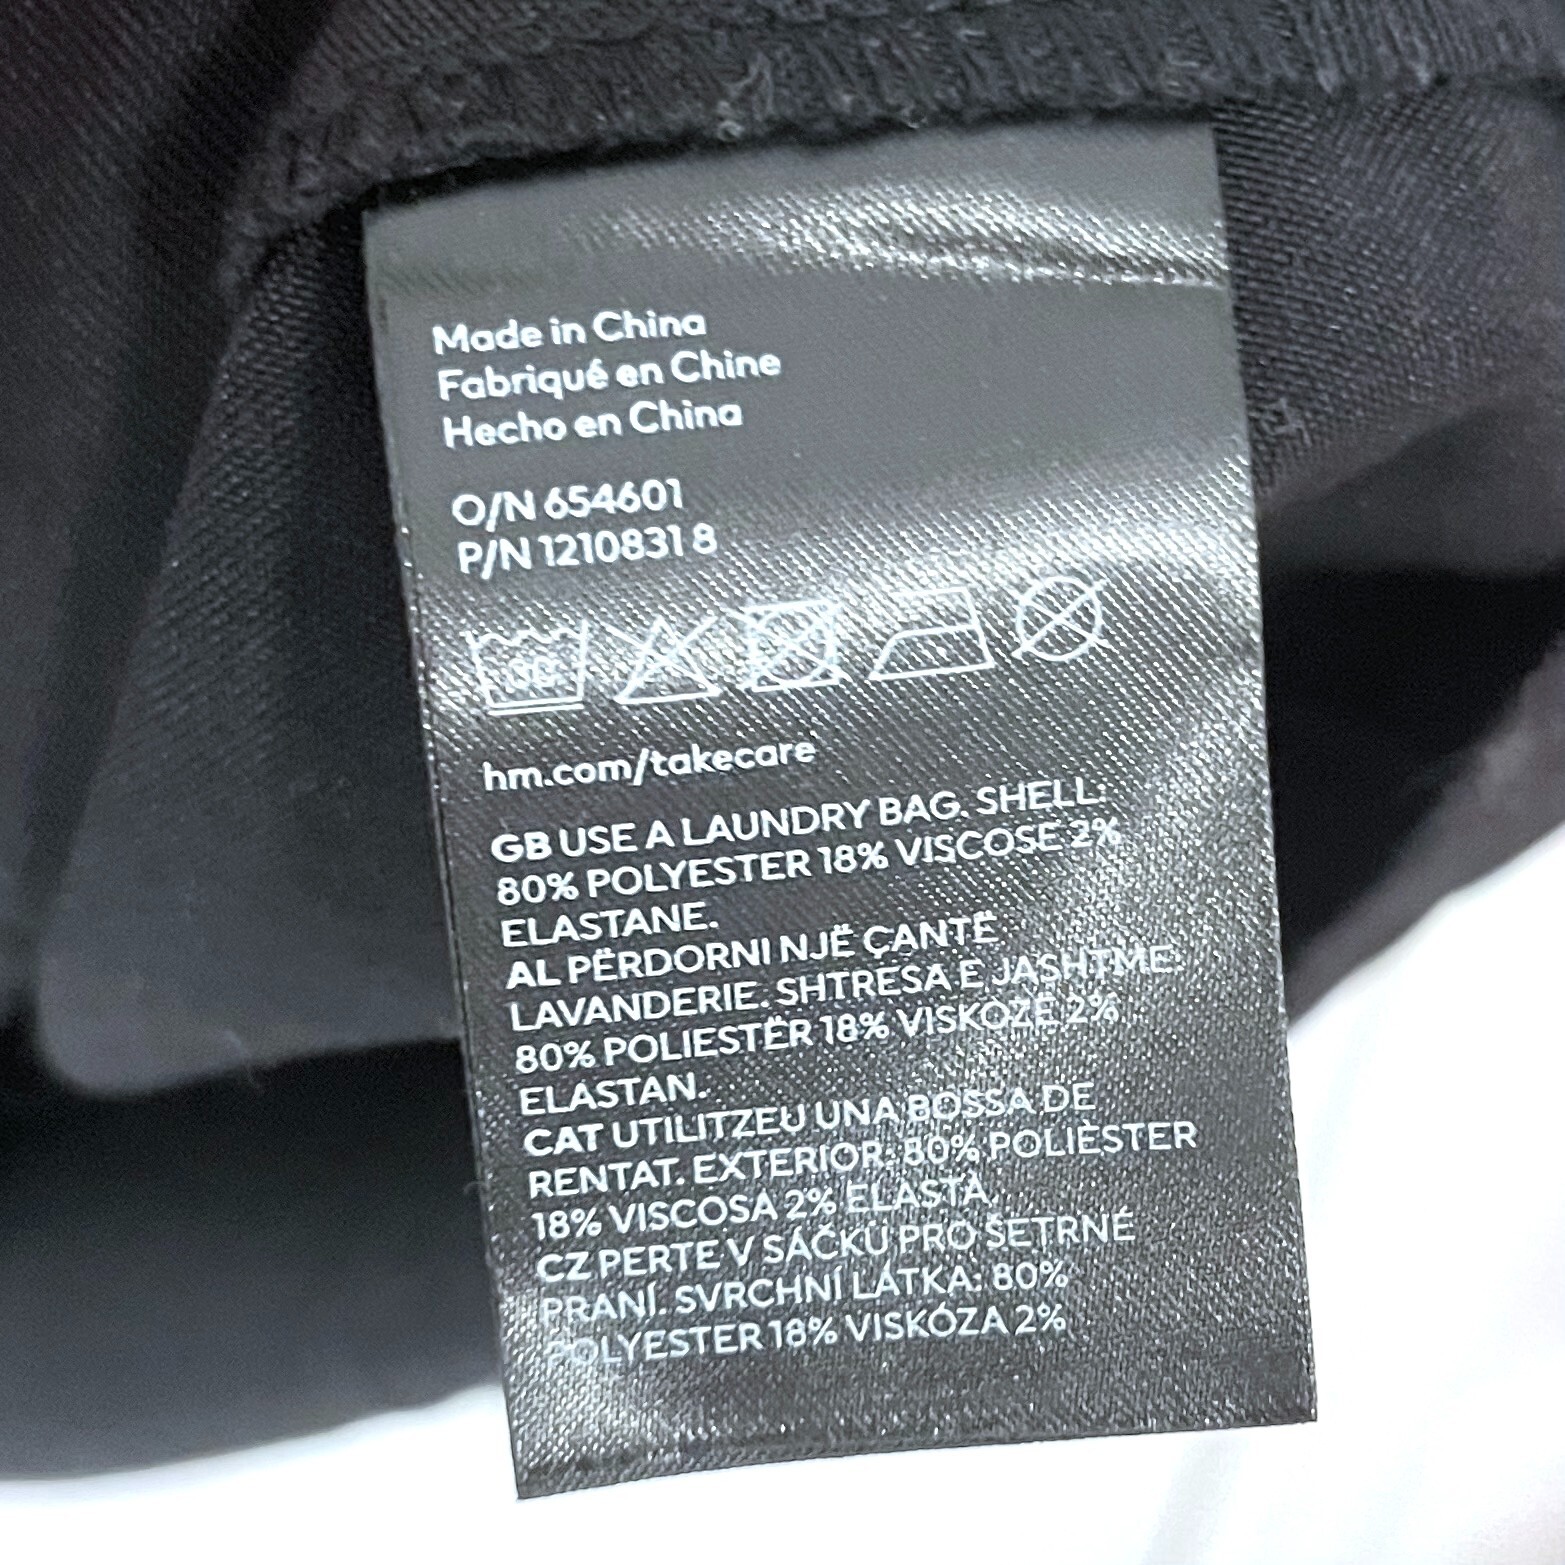 Made in China
Fabriqué en Chine
Hecho en China
O/N 654601
P/N 1210831 8
30
hm.com/takecare
GB USE A LAUNDRY BAG. SHELL:
80% POLYESTER 18% VISCOSE 2%
ELASTANE.
AL PËRDORNI NJË ÇANTË
LAVANDERIE. SHTRESA E JASHTME:
80% POLIESTËR 18% VISKOZË 2%
ELASTAN.
CAT UTILITZEU UNA BOSSA DE
RENTAT. EXTERIOR: 80% POLIÈSTER
18% VISCOSA 2% ELASTÀ.
CZ PERTE V SÁČKU PRO ŠETRNÉ
PRANÍ. SVRCHNÍ LÁTKA: 80%
POLYESTER 18% VISKÓZA 2%